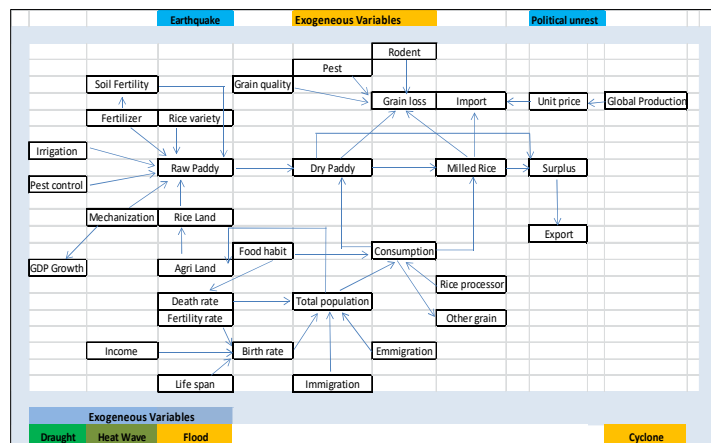 Earthquake Exogeneous Variables Political unrest
Rodent
Pest
Soil Fertility Grain quality
Grain loss Import Unit price Global Production
Fertilizer Rice variety
Irrigation
Raw Paddy Dry Paddy Milled Rice Surplus
Pest control
Mechanization Rice Land
Export
Food habit Consumption
GDP Growth Agri Land
Rice processor
Death rate Total population
Fertility rate Other grain
Income Birth rate Emmigration
Life span Immigration
Exogeneous Variables
Draught Heat Wave Flood Cyclone